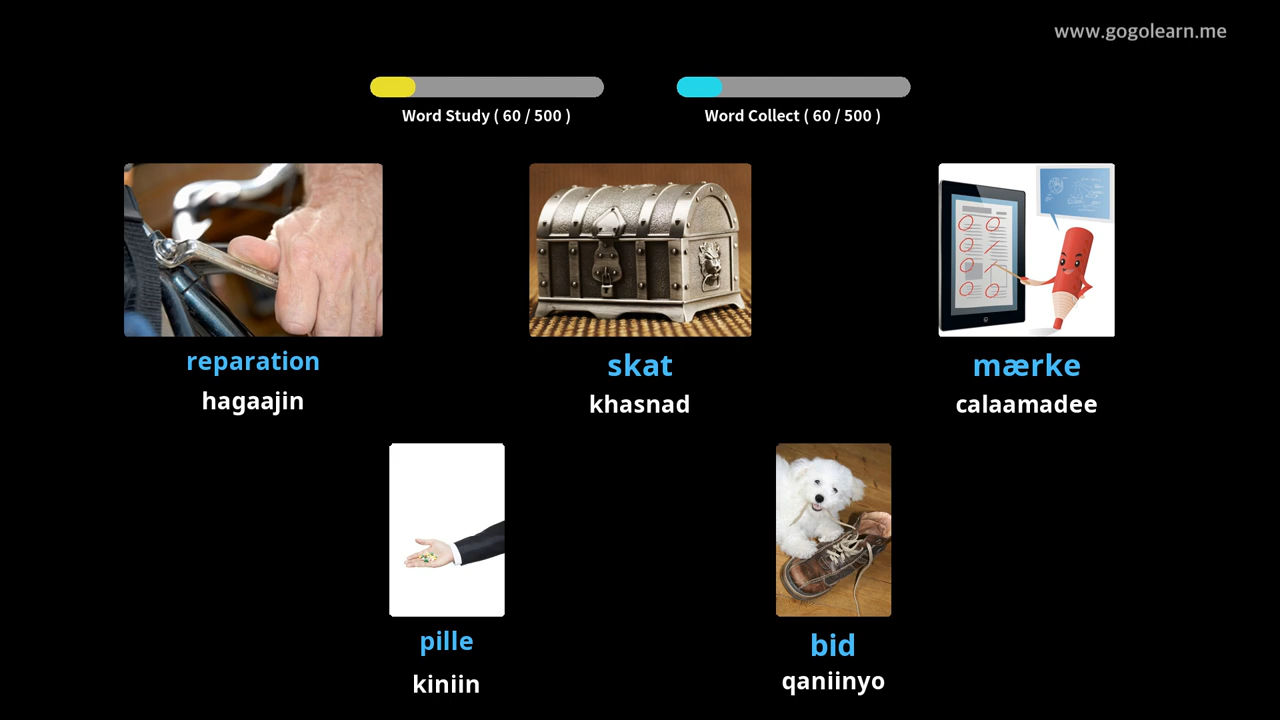 www.gogolearn.me
Word Study ( 60 / 500 )
Word Collect ( 60 / 500 )
reparation
hagaajin
skat
khasnad
mærke
calaamadee
pille
kiniin
bid
qaniinyo